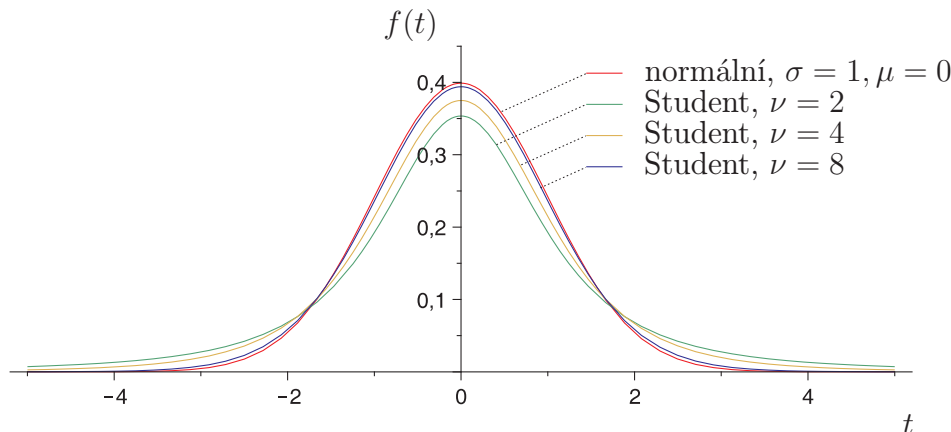 f(t)
normální, σ = 1, μ = 0
Student, ν = 2
Student, ν = 4
Student, ν = 8
0,4
0,3
0,2
0,1
−4 −2 0 2 4
t